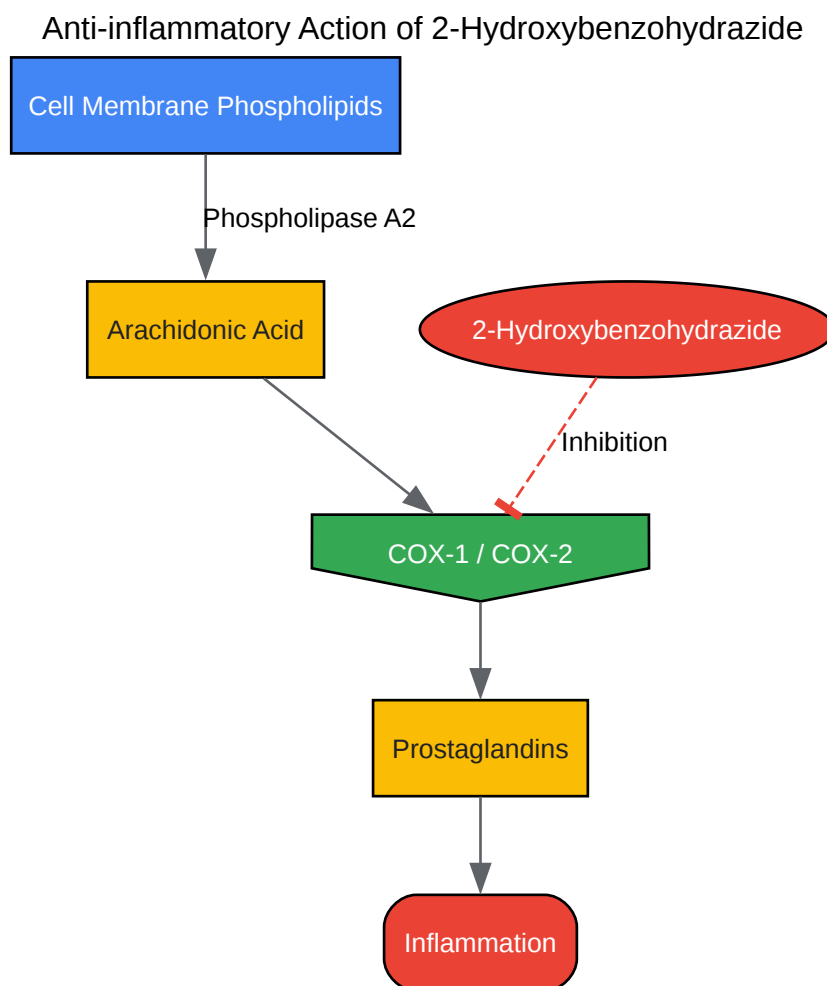 Anti-inflammatory Action of 2-Hydroxybenzohydrazide
Cell Membrane Phospholipids
Phospholipase A2
Arachidonic Acid
2-Hydroxybenzohydrazide
Inhibition
COX-1 / COX-2
Prostaglandins
Inflammation